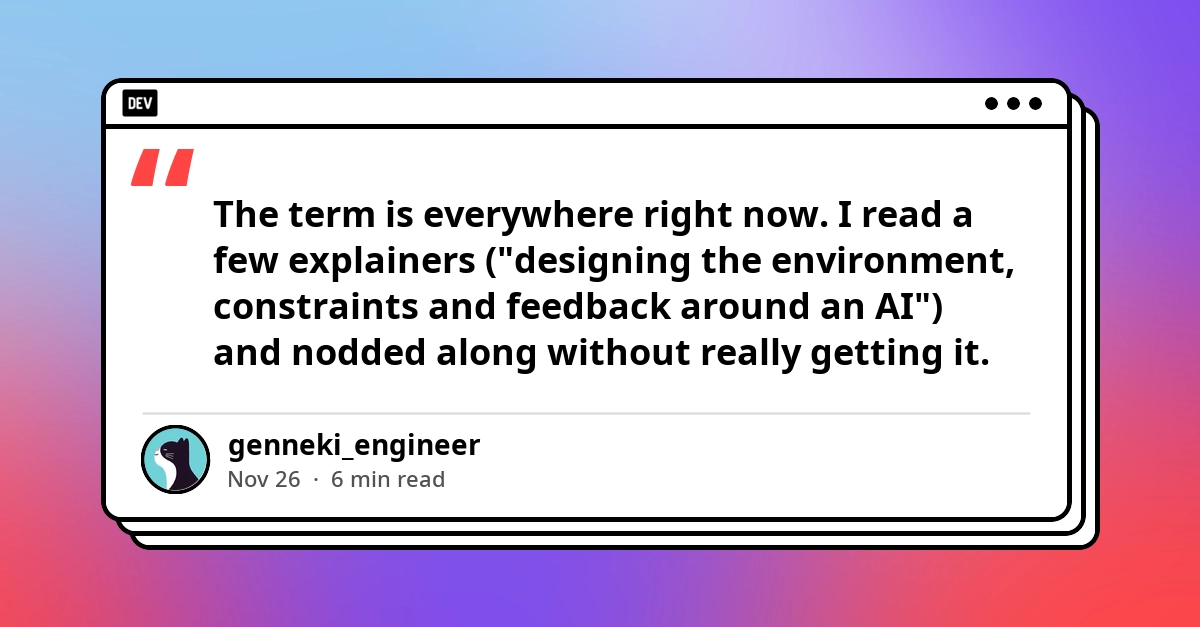 DEV
The term is everywhere right now. I read a
few explainers ("designing the environment,
constraints and feedback around an AI")
and nodded along without really getting it.
genneki_engineer
Nov 26 · 6 min read